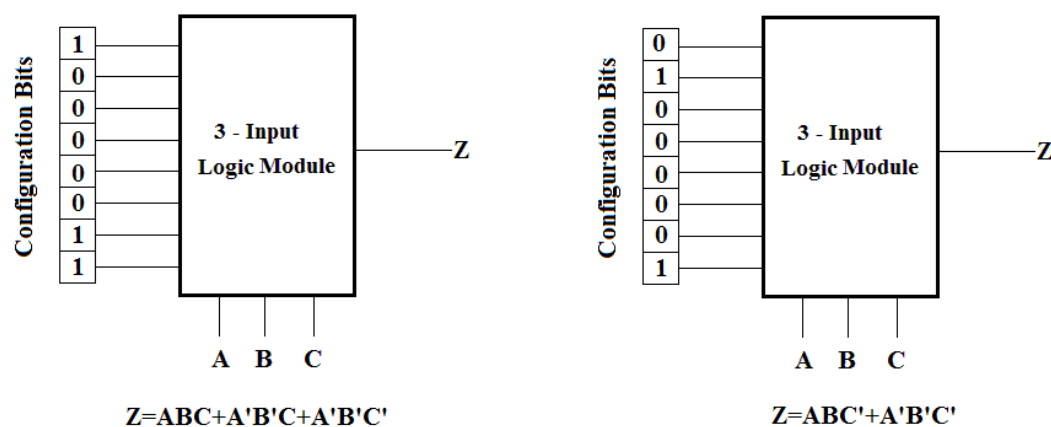 Configuration Bits
1
0
0
0
0
0
1
1
3 - Input
Logic Module
Z
A B C
Z=ABC+A'B'C+A'B'C'
Configuration Bits
0
1
0
0
0
0
0
1
3 - Input
Logic Module
Z
A B C
Z=ABC'+A'B'C'